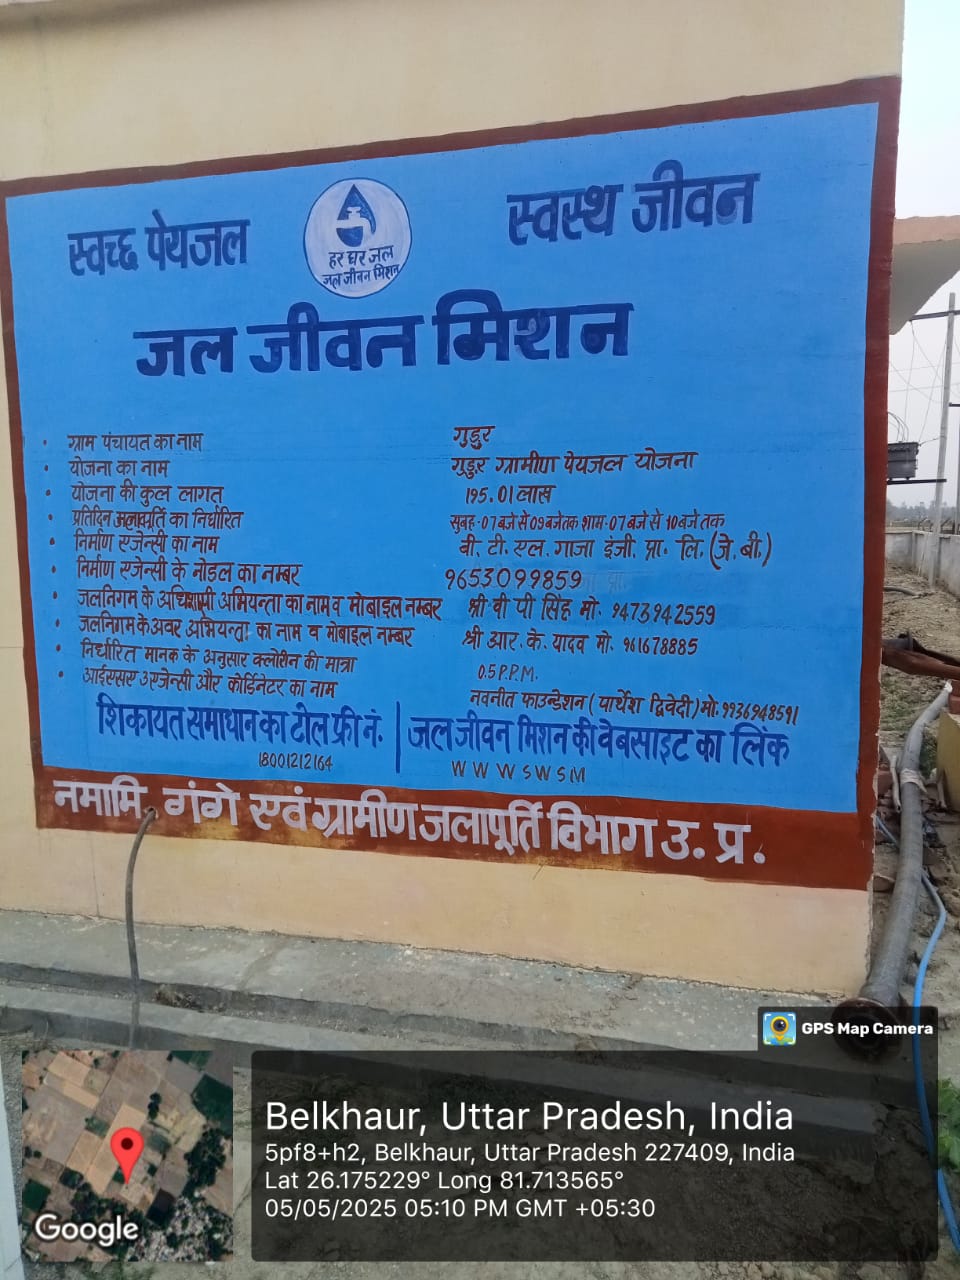 स्वच्छ पेयजल
हर घर जल
जल जीवन मिशन
स्वस्थ जीवन
जल जीवन मिशन
• ग्राम पंचायत का नाम गुडुर
• योजना का नाम गुडुर ग्रामीण पेयजल योजना
• योजना की कुल लागत 195.01 लाख
• प्रतिदिन जलापूर्ति का निर्धारित सुबह-07 बजे से 09 बजे तक शाम-07 बजे से 10 बजे तक
• निर्माण एजेन्सी का नाम बी. टी. एल. गाजा इंजी. प्रा. लि. (जे. बी.)
• निर्माण एजेन्सी के नोडल का नम्बर 9653099859
• जलनिगम के अधिशासी अभियन्ता का नाम व मोबाइल नम्बर श्री वी पी सिंह मो. 9473942559
• जलनिगम के अवर अभियन्ता का नाम व मोबाइल नम्बर श्री आर. के. यादव मो. 961678885
• निर्धारित मानक के अनुसार क्लोरीन की मात्रा 0.5 P.P.M.
• आईएसए एजेन्सी और कोर्डिनेटर का नाम नवनीत फाउन्डेशन (पार्थेश द्विवेदी) मो. 9936948591
शिकायत समाधान का टोल फ्री नं. | जल जीवन मिशन की वेबसाइट का लिंक
18001212164 W W W S W S M
नमामि गंगे एवं ग्रामीण जलापूर्ति विभाग उ. प्र.
GPS Map Camera
Belkhaur, Uttar Pradesh, India
5pf8+h2, Belkhaur, Uttar Pradesh 227409, India
Lat 26.175229° Long 81.713565°
05/05/2025 05:10 PM GMT +05:30
Google